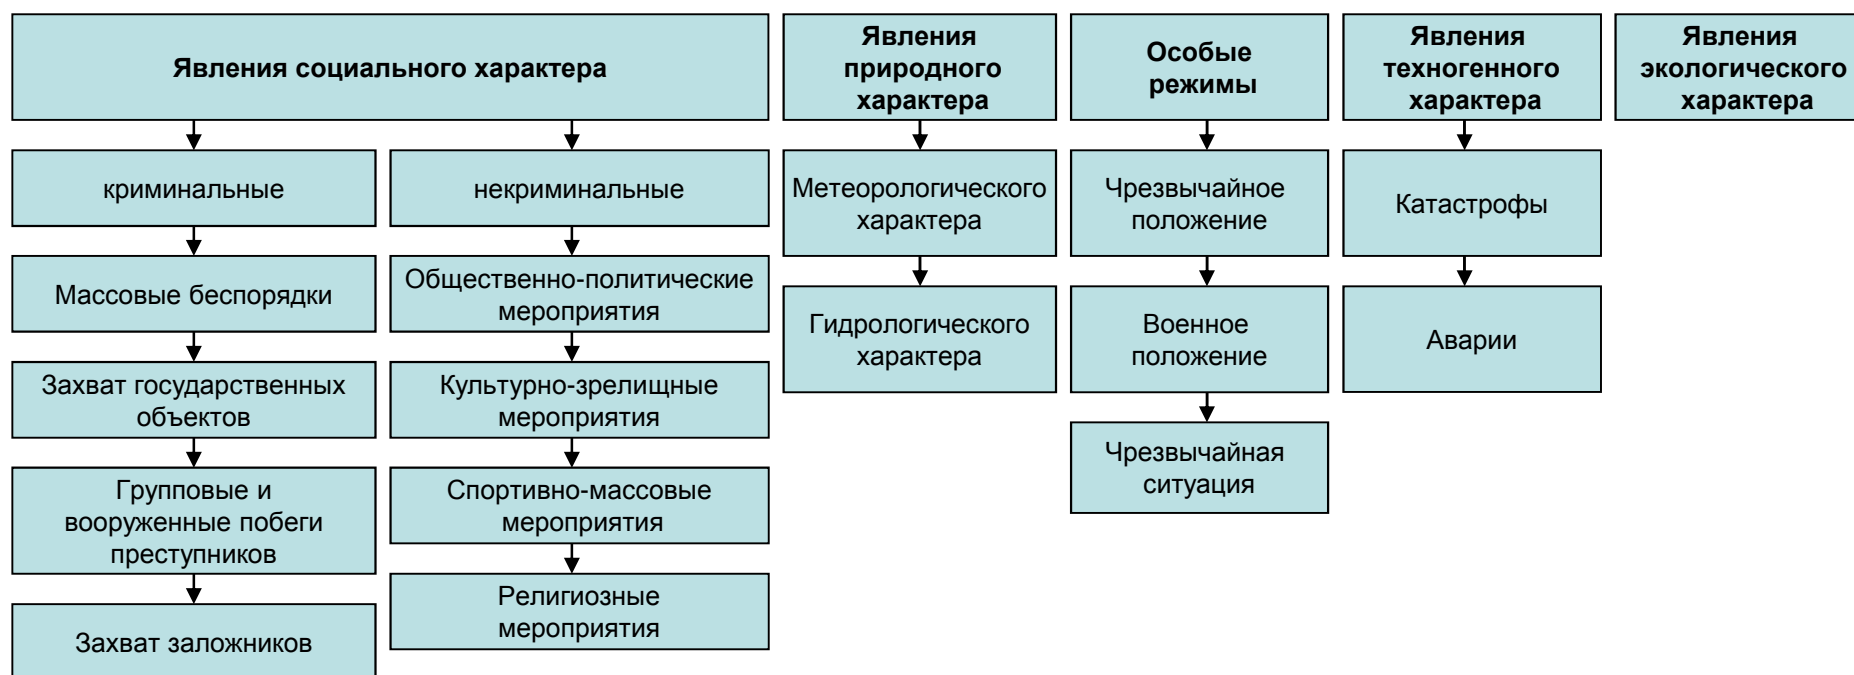 Явления социального характера
криминальные
Массовые беспорядки
Захват государственных
объектов
Групповые и
вооруженные побеги
преступников
Захват заложников
некриминальные
Общественно-политические
мероприятия
Культурно-зрелищные
мероприятия
Спортивно-массовые
мероприятия
Религиозные
мероприятия
Явления
природного
характера
Метеорологического
характера
Гидрологического
характера
Особые
режимы
Чрезвычайное
положение
Военное
положение
Чрезвычайная
ситуация
Явления
техногенного
характера
Катастрофы
Аварии
Явления
экологического
характера